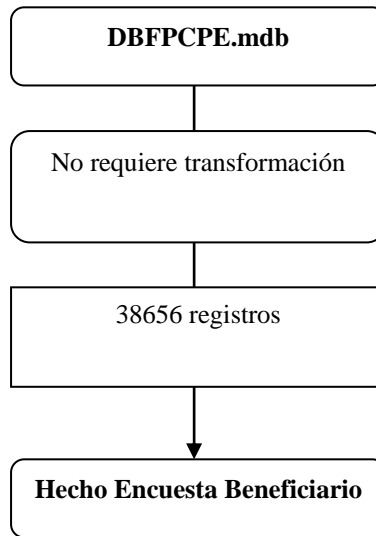 DBFPCPE.mdb
No requiere transformación
38656 registros
Hecho Encuesta Beneficiario